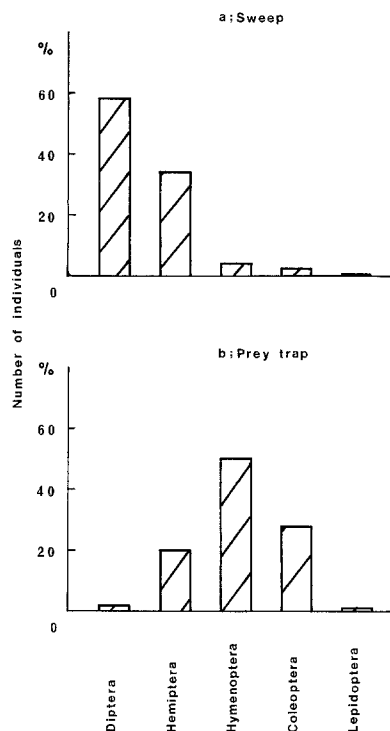 a;Sweep
%
60
40
20
0
Number of individuals
b;Prey trap
%
60
40
20
0
Diptera
Hemiptera
Hymenoptera
Coleoptera
Lepidoptera